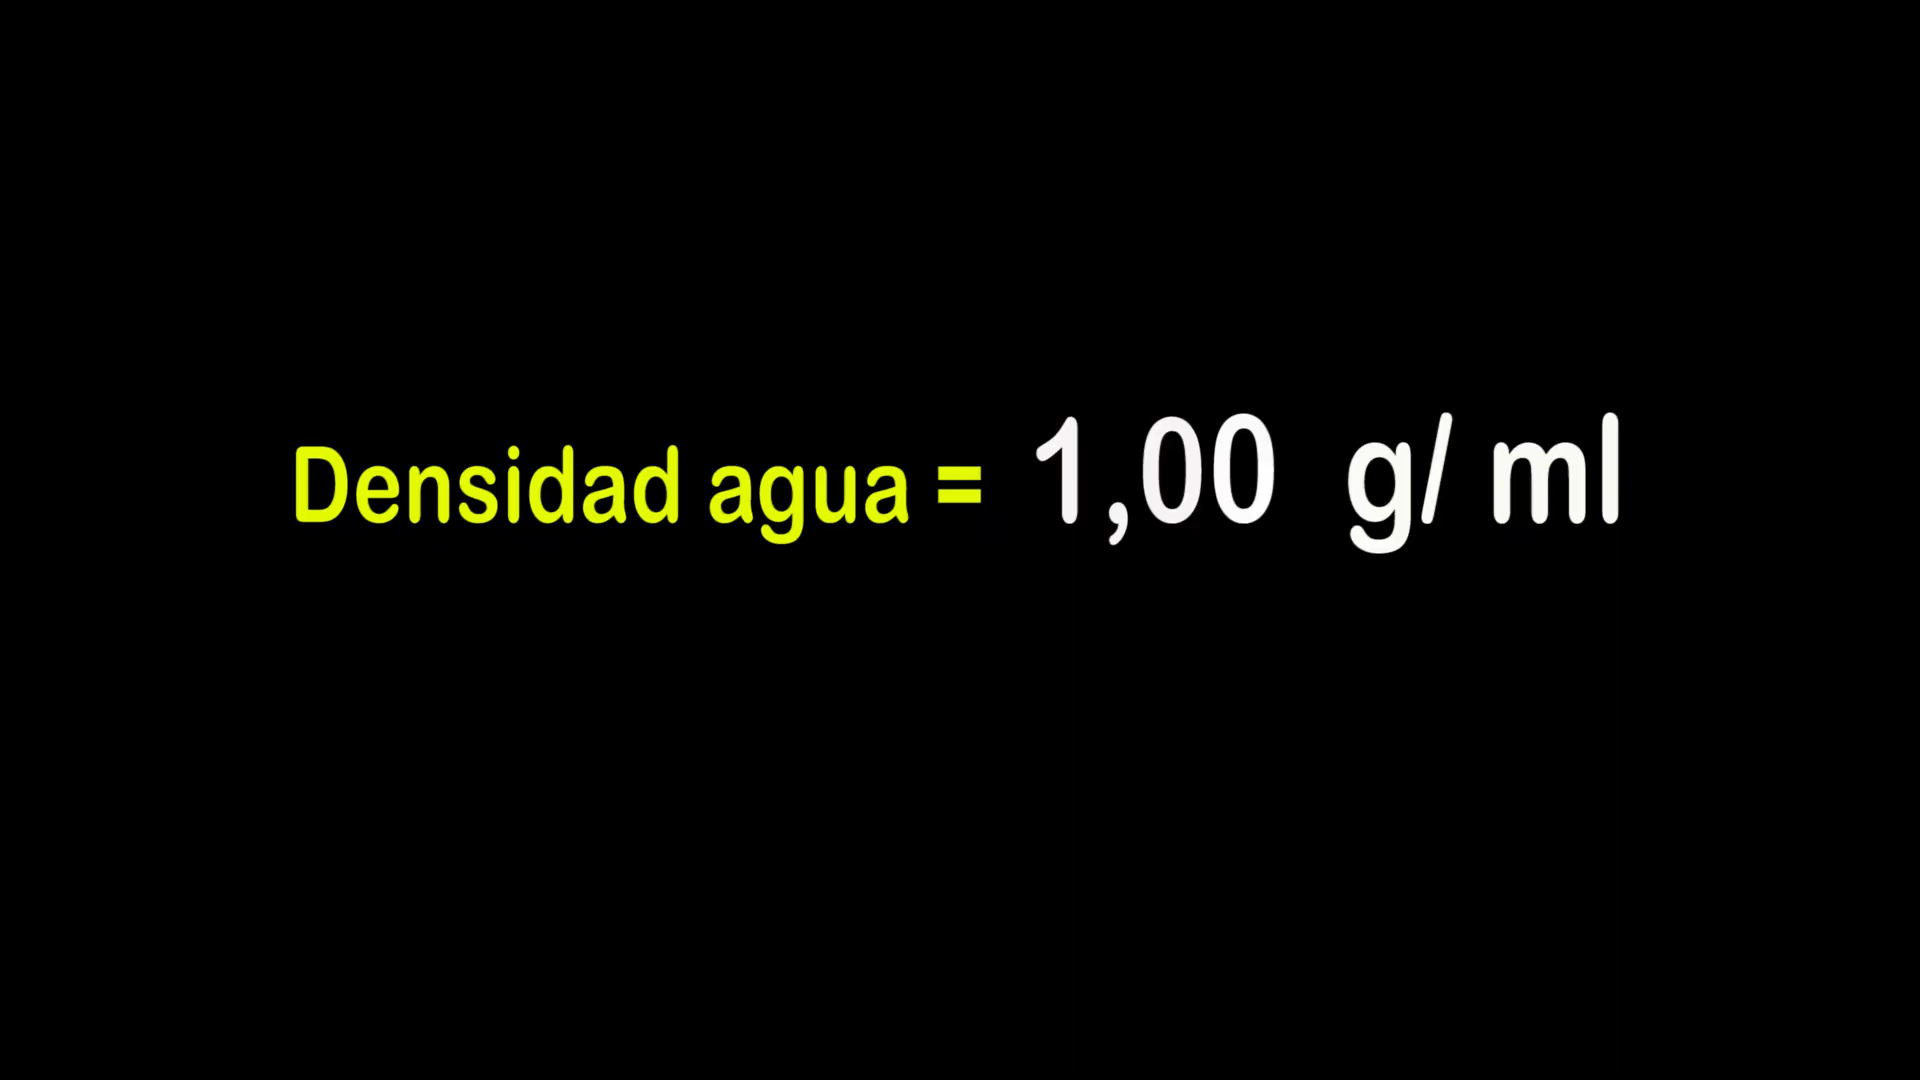 Densidad agua = 1,00 g/ ml